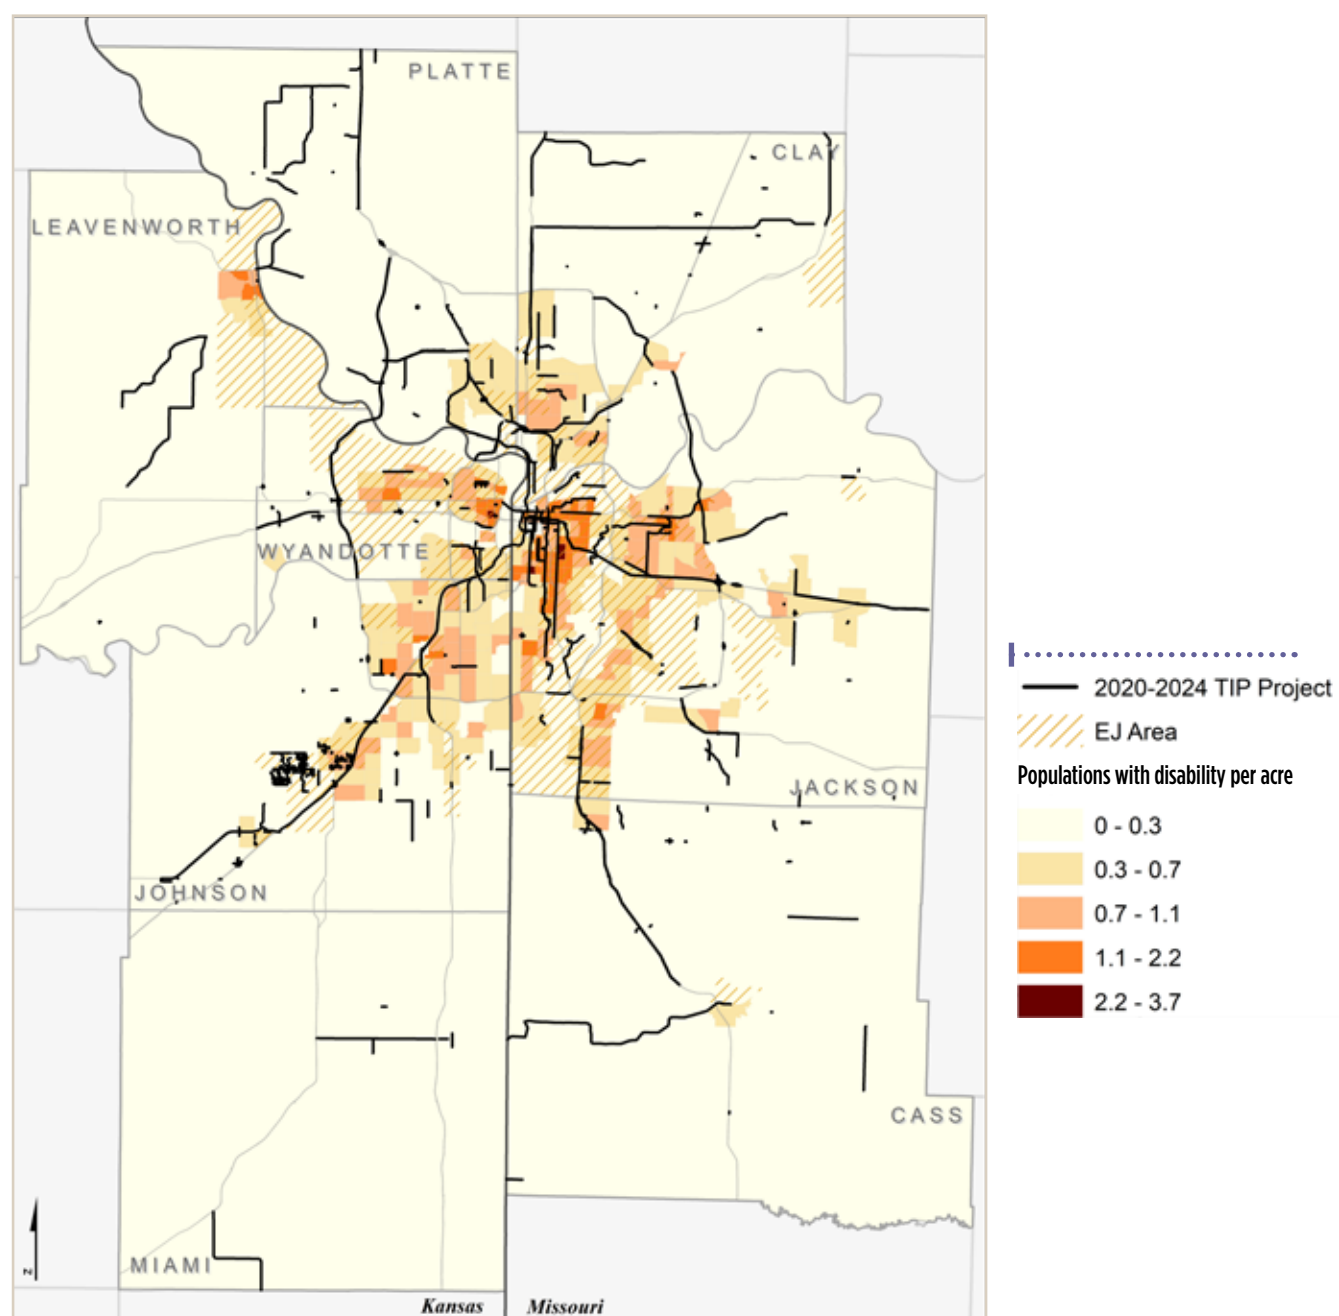 PLATTE
CLAY
LEAVENWORTH
WYANDOTTE
2020-2024 TIP Project
EJ Area
Populations with disability per acre
JACKSON
0 - 0.3
0.3 - 0.7
JOHNSON
0.7 - 1.1
1.1 - 2.2
2.2 - 3.7
CASS
MIAMI
N
Kansas
Missouri